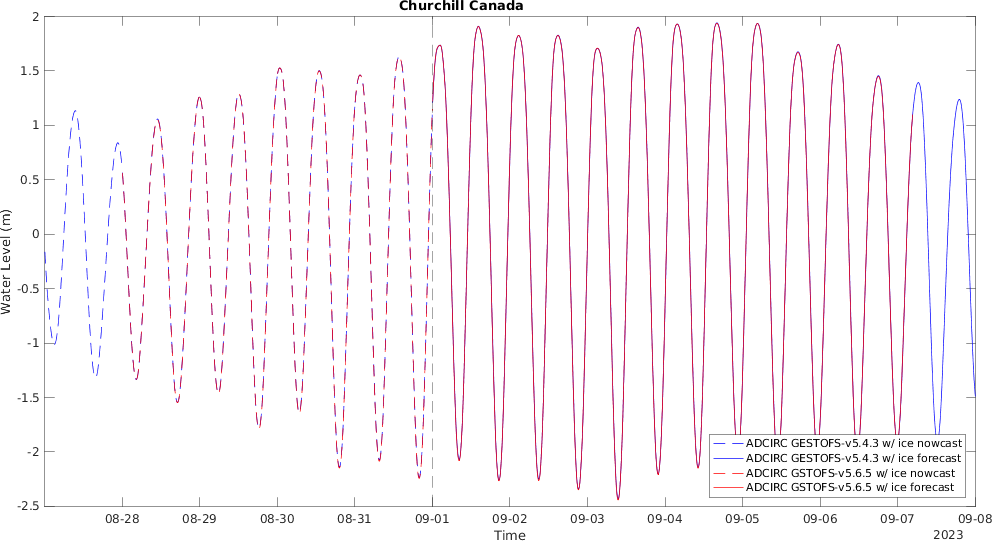 Churchill Canada
2
1.5
1
0.5
0
-0.5
-1
-1.5
-2
-2.5
Water Level (m)
ADCIRC GESTOFS-v5.4.3 w/ ice nowcast
ADCIRC GESTOFS-v5.4.3 w/ ice forecast
ADCIRC GSTOFS-v5.6.5 w/ ice nowcast
ADCIRC GSTOFS-v5.6.5 w/ ice forecast
08-28 08-29 08-30 08-31 09-01 09-02 09-03 09-04 09-05 09-06 09-07 09-08
Time
2023